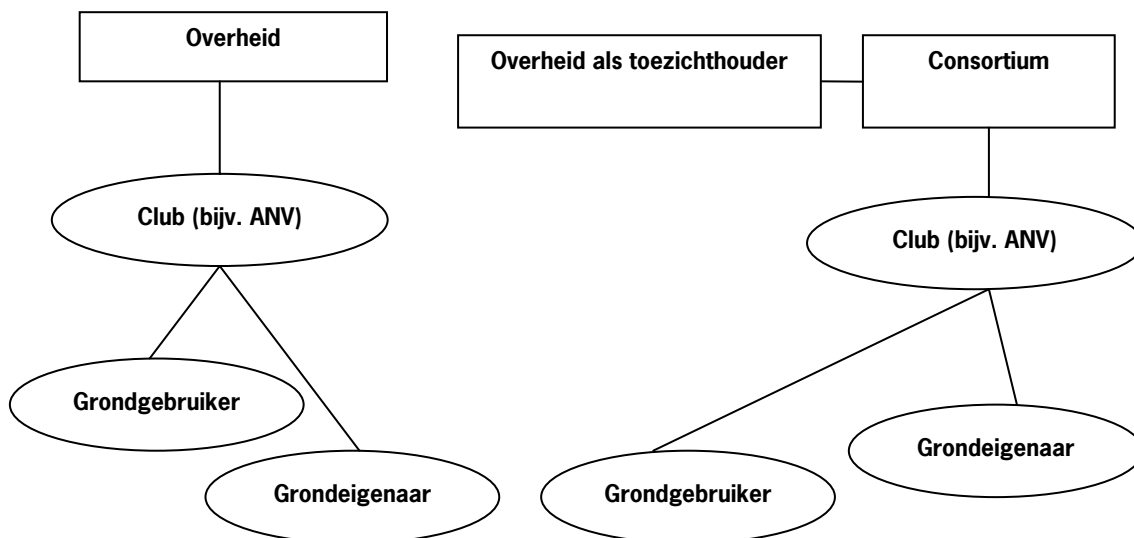 Overheid
Club (bijv. ANV)
Grondgebruiker
Grondeigenaar
Overheid als toezichthouder
Consortium
Club (bijv. ANV)
Grondgebruiker
Grondeigenaar